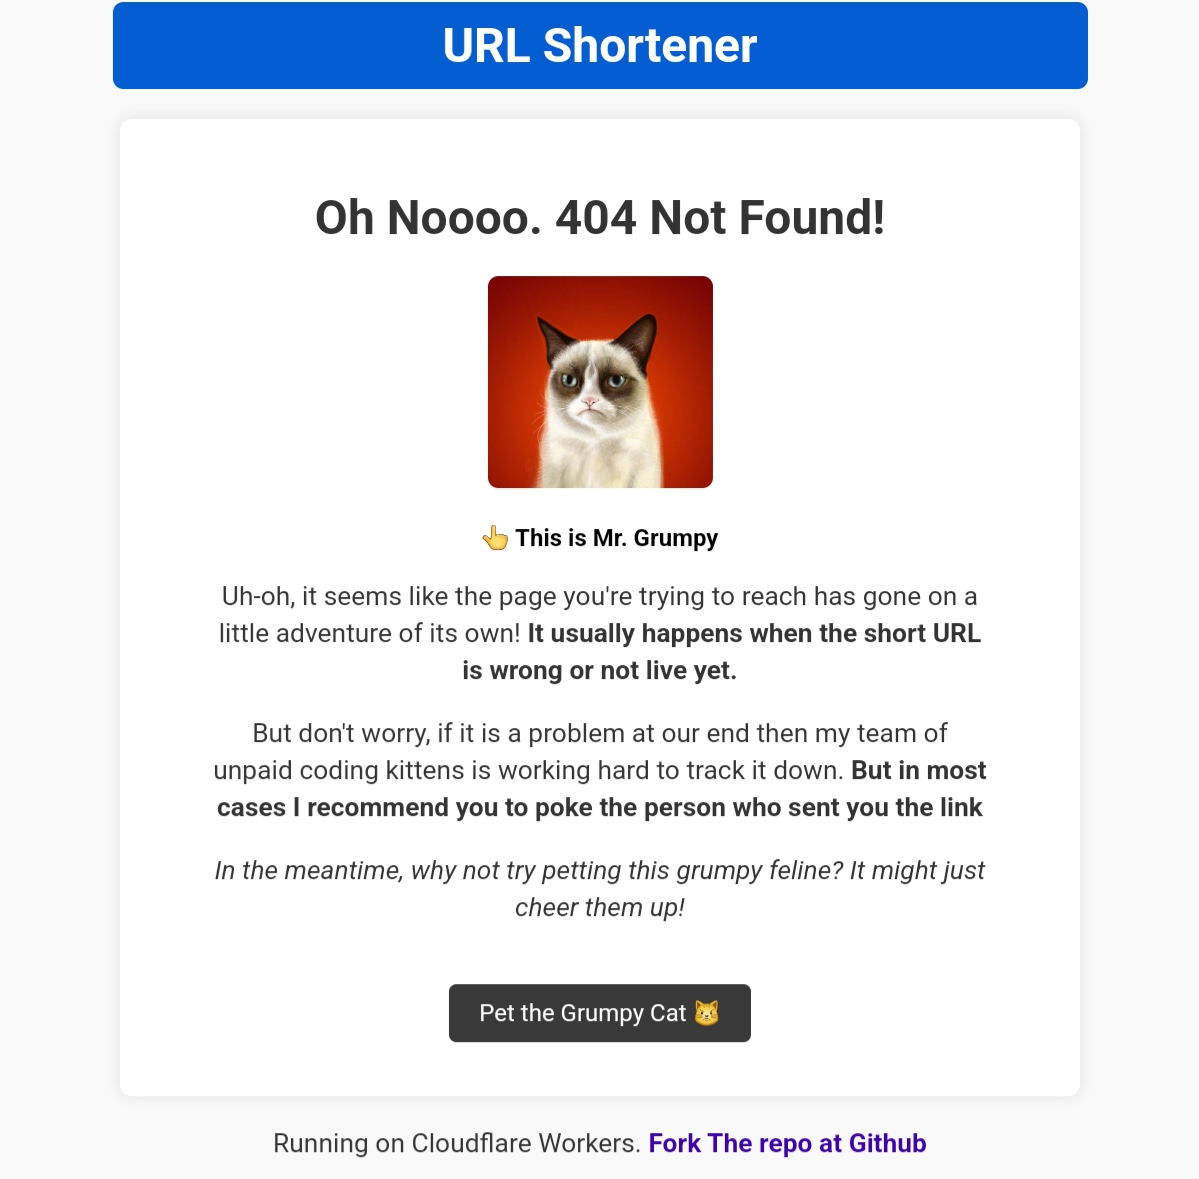 URL Shortener
Oh Noooo. 404 Not Found!
👆 This is Mr. Grumpy
Uh-oh, it seems like the page you're trying to reach has gone on a
little adventure of its own! It usually happens when the short URL
is wrong or not live yet.
But don't worry, if it is a problem at our end then my team of
unpaid coding kittens is working hard to track it down. But in most
cases I recommend you to poke the person who sent you the link
In the meantime, why not try petting this grumpy feline? It might just
cheer them up!
Pet the Grumpy Cat 😼
Running on Cloudflare Workers. Fork The repo at Github